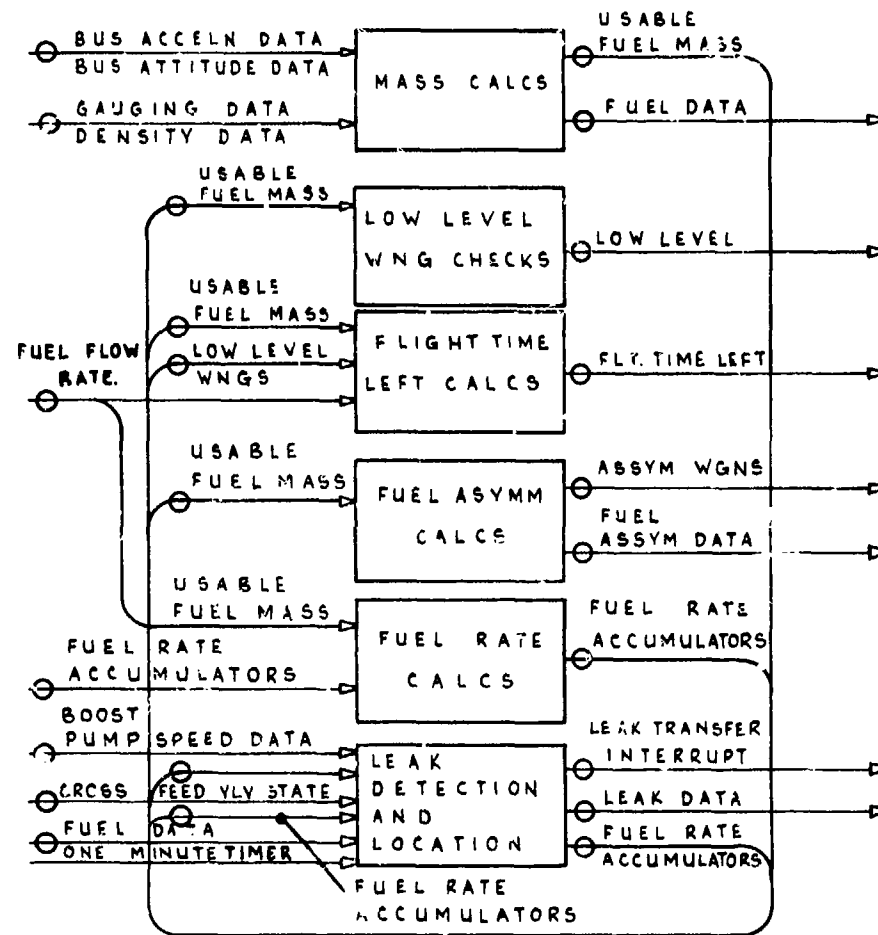 USABLE
FUEL MASS
BUS ACCELN DATA
BUS ATTITUDE DATA
MASS CALCS
GAUGING DATA
DENSITY DATA
FUEL DATA
USABLE
FUEL MASS
LOW LEVEL
WNG CHECKS
LOW LEVEL
USABLE
FUEL MASS
FUEL FLOW
RATE.
LOW LEVEL
WNGS
FLIGHT TIME
LEFT CALCS
FLT. TIME LEFT
USABLE
FUEL MASS
FUEL ASYMM
CALCS
ASSYM WGNS
FUEL
ASSYM DATA
USABLE
FUEL MASS
FUEL RATE
ACCUMULATORS
FUEL RATE
CALCS
FUEL RATE
ACCUMULATORS
BOOST
PUMP SPEED DATA
CROSS FEED VLV STATE
FUEL DATA
ONE MINUTE TIMER
LEAK
DETECTION
AND
LOCATION
LEAK TRANSFER
INTERRUPT
LEAK DATA
FUEL RATE
ACCUMULATORS
FUEL RATE
ACCUMULATORS